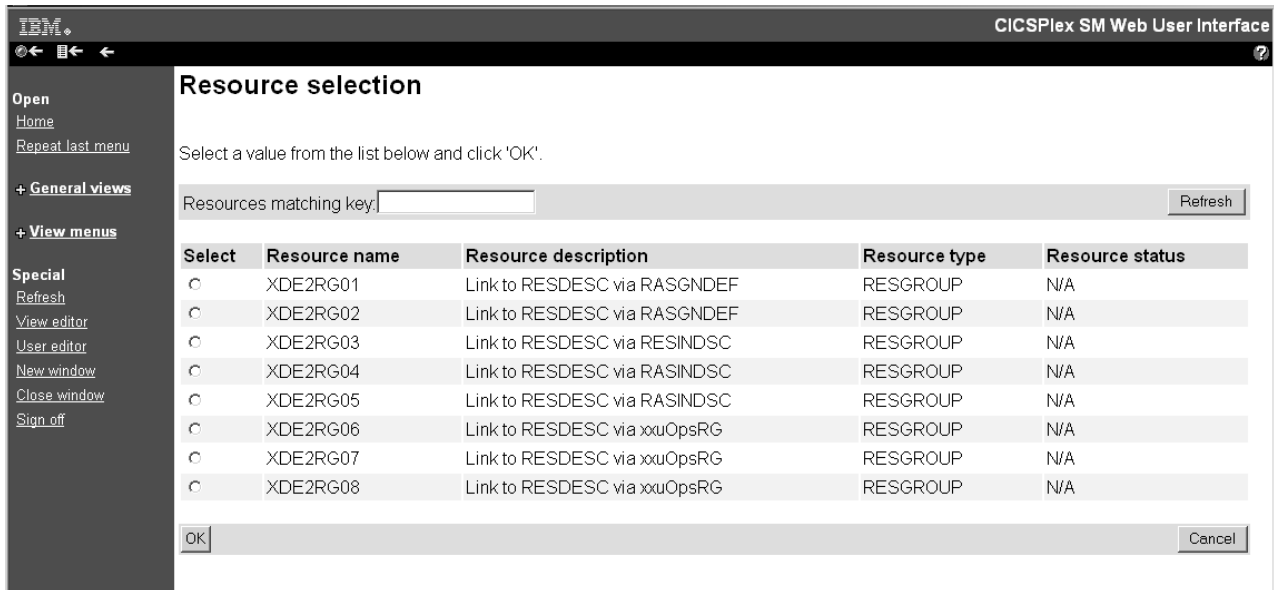 IBM.
CICSPlex SM Web User Interface
Open
Home
Repeat last menu
+ General views
+ View menus
Special
Refresh
View editor
User editor
New window
Close window
Sign off
Resource selection
Select a value from the list below and click 'OK'.
Resources matching key: Refresh
Select Resource name Resource description Resource type Resource status
XDE2RG01 Link to RESDESC via RASGNDEF RESGROUP N/A
XDE2RG02 Link to RESDESC via RASGNDEF RESGROUP N/A
XDE2RG03 Link to RESDESC via RESINDSC RESGROUP N/A
XDE2RG04 Link to RESDESC via RASINDSC RESGROUP N/A
XDE2RG05 Link to RESDESC via RASINDSC RESGROUP N/A
XDE2RG06 Link to RESDESC via xxuOpsRG RESGROUP N/A
XDE2RG07 Link to RESDESC via xxuOpsRG RESGROUP N/A
XDE2RG08 Link to RESDESC via xxuOpsRG RESGROUP N/A
OK Cancel